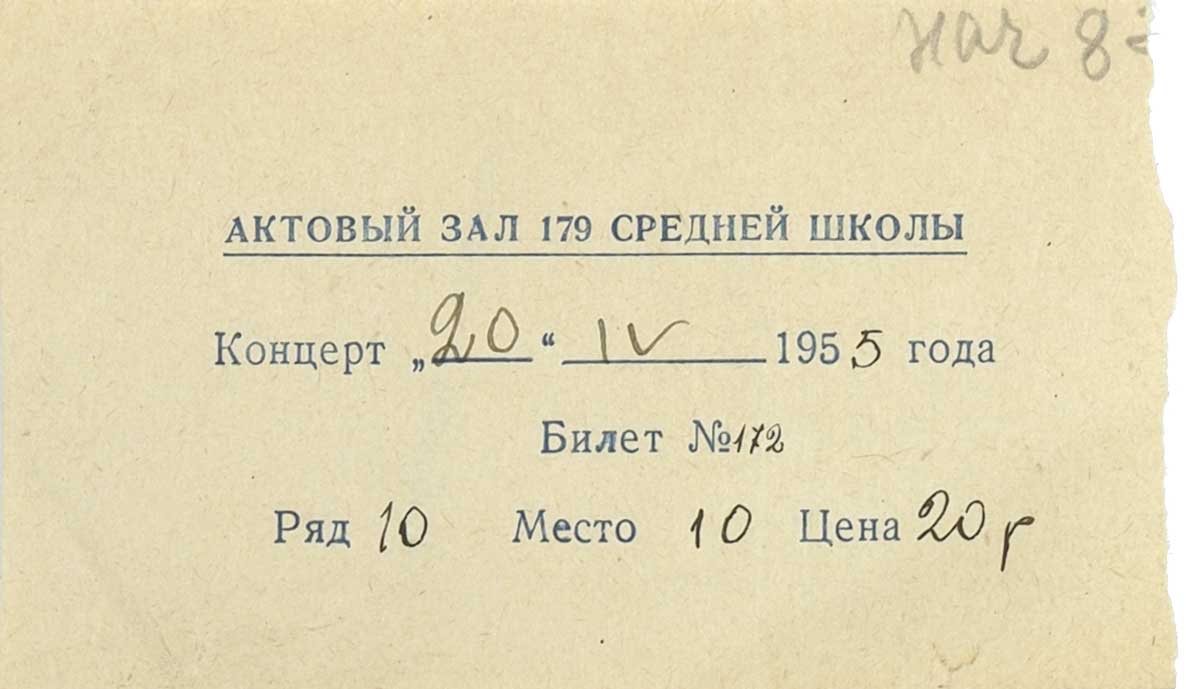 нач 8
АКТОВЫЙ ЗАЛ 179 СРЕДНЕЙ ШКОЛЫ
Концерт „20“ IV 1955 года
Билет №172
Ряд 10 Место 10 Цена 20 р